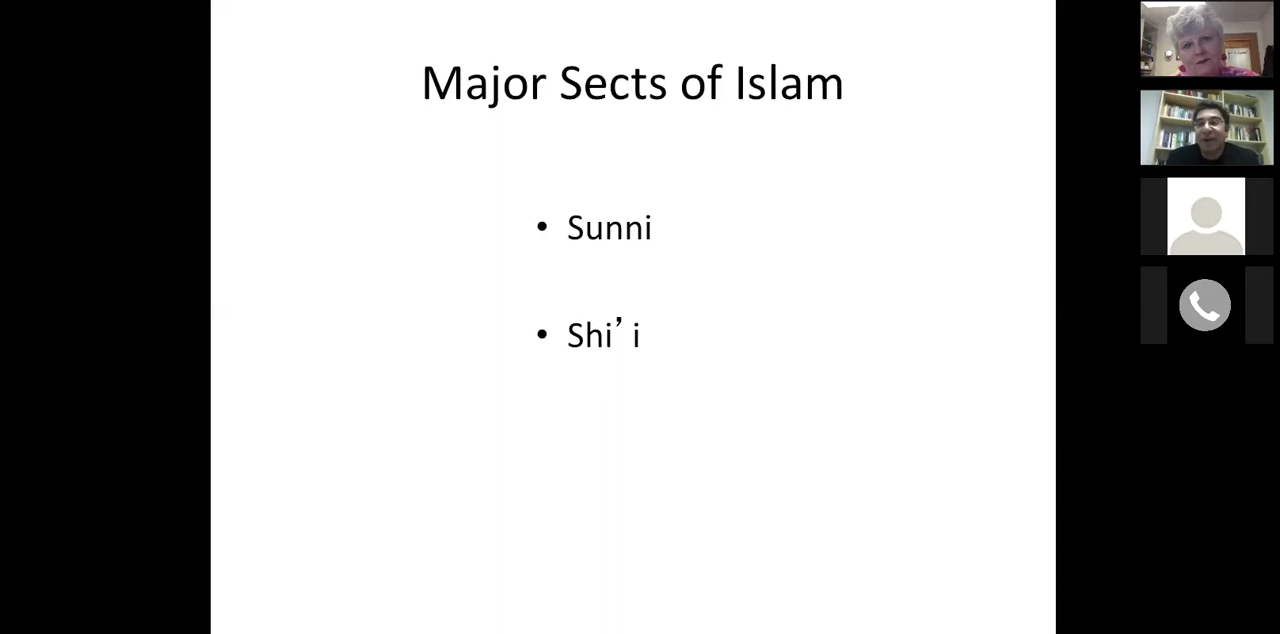 Major Sects of Islam
• Sunni
• Shi’ i